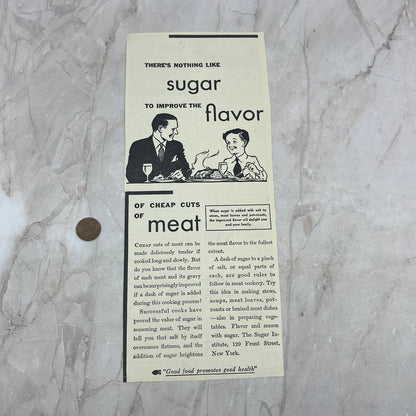 THERE'S NOTHING LIKE
sugar
TO IMPROVE THE
flavor
OF CHEAP CUTS
OF meat
When sugar is added with salt to
stews, meat loaves and pot-roasts,
the improved flavor will delight you
and your family.
CHEAP cuts of meat can be
made deliciously tender if
cooked long and slowly. But
do you know that the flavor
of such meat and its gravy
can be surprisingly improved
if a dash of sugar is added
during this cooking process?
Successful cooks have
proved the value of sugar in
seasoning meat. They will
tell you that salt by itself
overcomes flatness, and the
addition of sugar heightens
the meat flavor to the fullest
extent.
A dash of sugar to a pinch
of salt, or equal parts of
each, are good rules to
follow in meat cookery. Try
this idea in making stews,
soups, meat loaves, pot-
roasts or braised meat dishes
—also in preparing vege-
tables. Flavor and season
with sugar. The Sugar In-
stitute, 129 Front Street,
New York.
"Good food promotes good health"